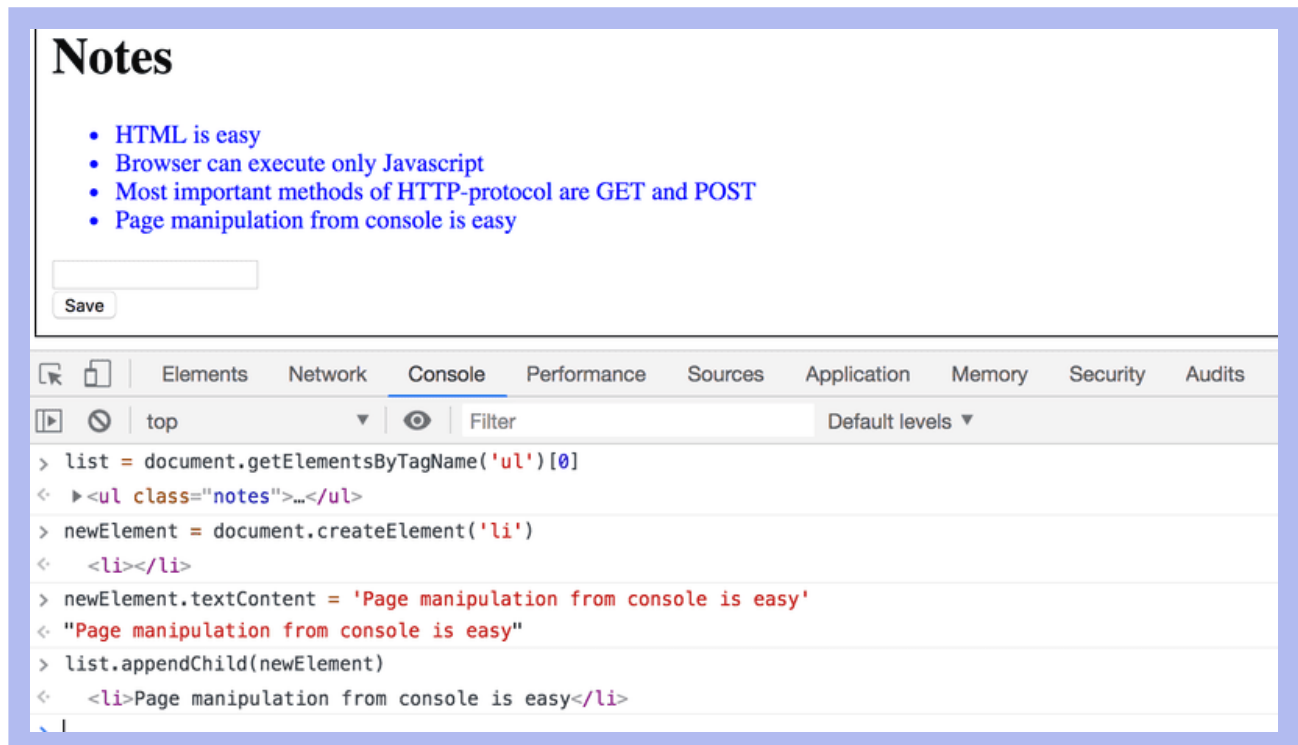 Notes
• HTML is easy
• Browser can execute only Javascript
• Most important methods of HTTP-protocol are GET and POST
• Page manipulation from console is easy
Save
Elements Network Console Performance Sources Application Memory Security Audits
top ▼ Filter Default levels ▼
> list = document.getElementsByTagName('ul')[0]
<· ▶<ul class="notes">…</ul>
> newElement = document.createElement('li')
<· <li></li>
> newElement.textContent = 'Page manipulation from console is easy'
<· "Page manipulation from console is easy"
> list.appendChild(newElement)
<· <li>Page manipulation from console is easy</li>
>